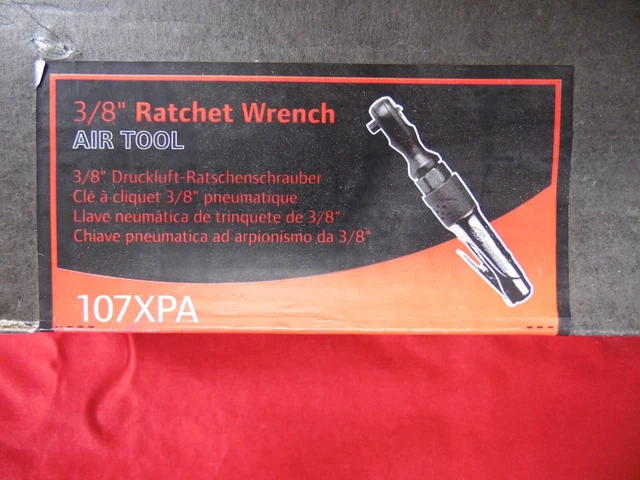 3/8" Ratchet Wrench
AIR TOOL
3/8" Druckluft-Ratschenschrauber
Clé à cliquet 3/8" pneumatique
Llave neumática de trinquete de 3/8"
Chiave pneumatica ad arpionismo da 3/8"
107XPA